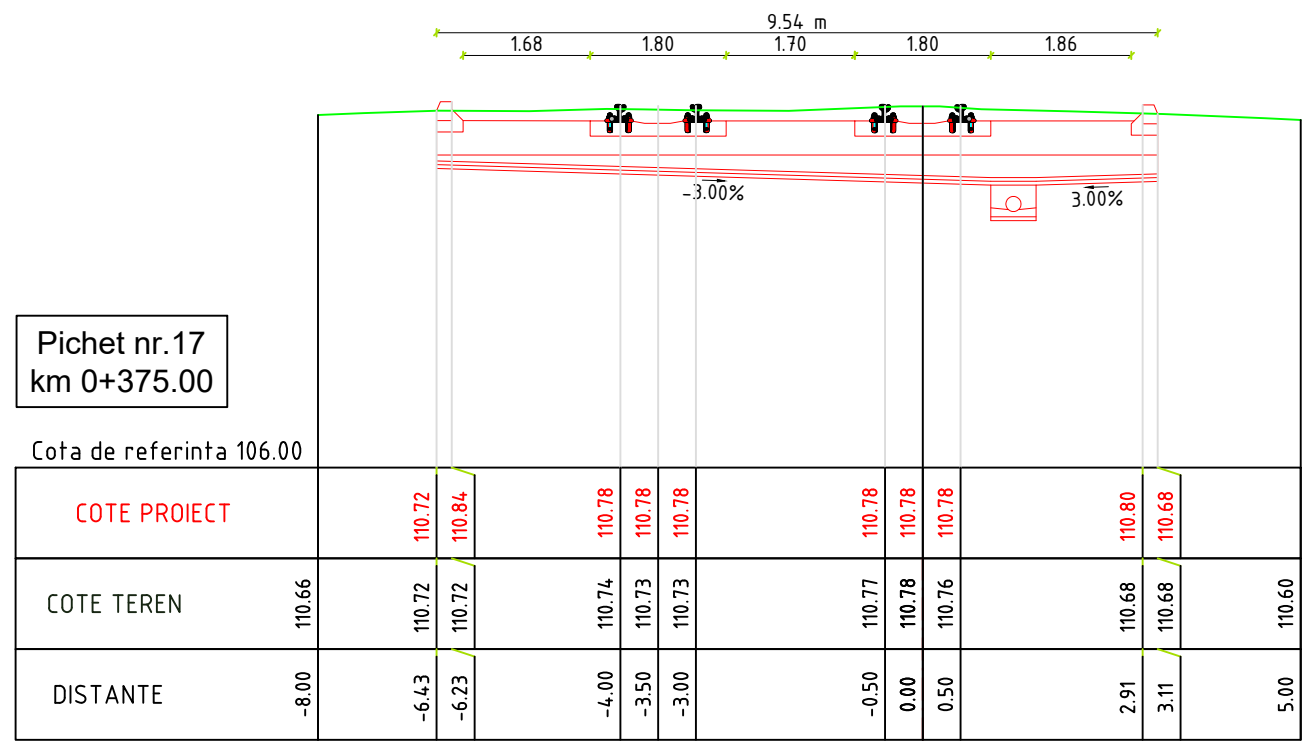 9.54 m
1.68 1.80 1.70 1.80 1.86
-3.00% 3.00%
Pichet nr.17
km 0+375.00
Cota de referinta 106.00
COTE PROIECT 110.72 110.84 110.78 110.78 110.78 110.78 110.78 110.78 110.80 110.68
COTE TEREN 110.66 110.72 110.72 110.74 110.73 110.73 110.77 110.78 110.76 110.68 110.68 110.60
DISTANTE -8.00 -6.43 -6.23 -4.00 -3.50 -3.00 -0.50 0.00 0.50 2.91 3.11 5.00